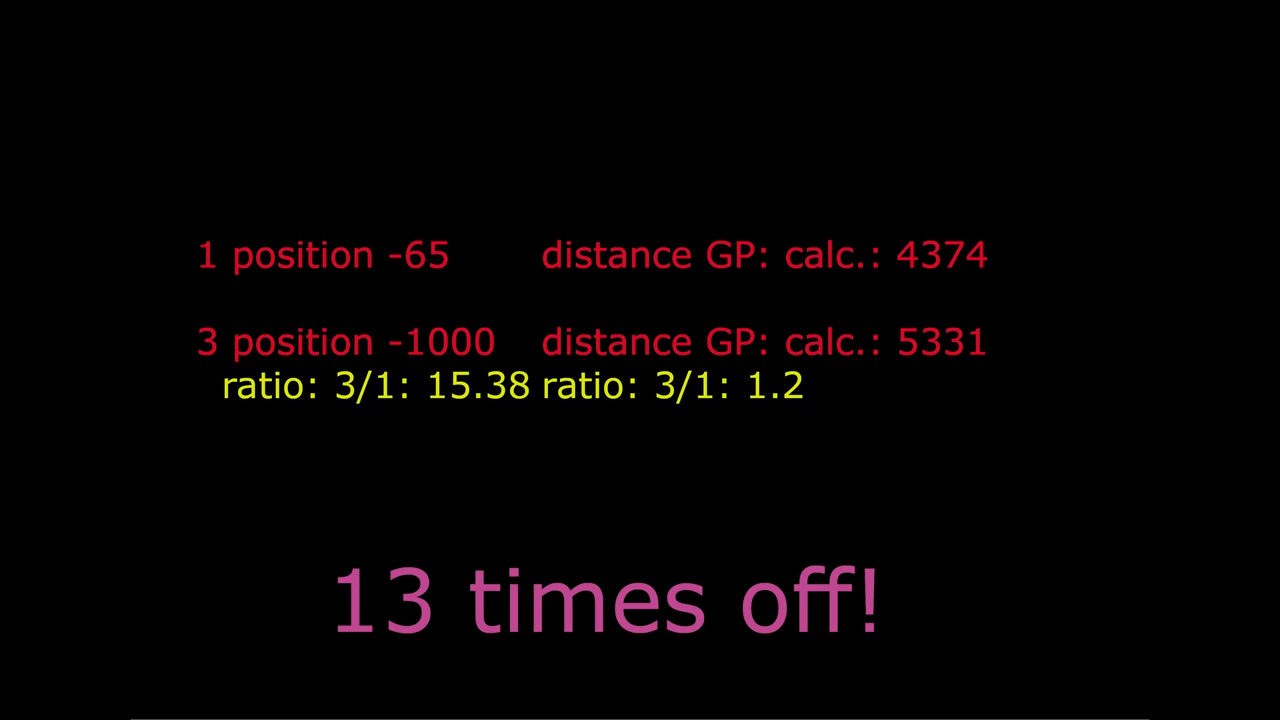 1 position -65 distance GP: calc.: 4374
3 position -1000 distance GP: calc.: 5331
ratio: 3/1: 15.38 ratio: 3/1: 1.2
13 times off!